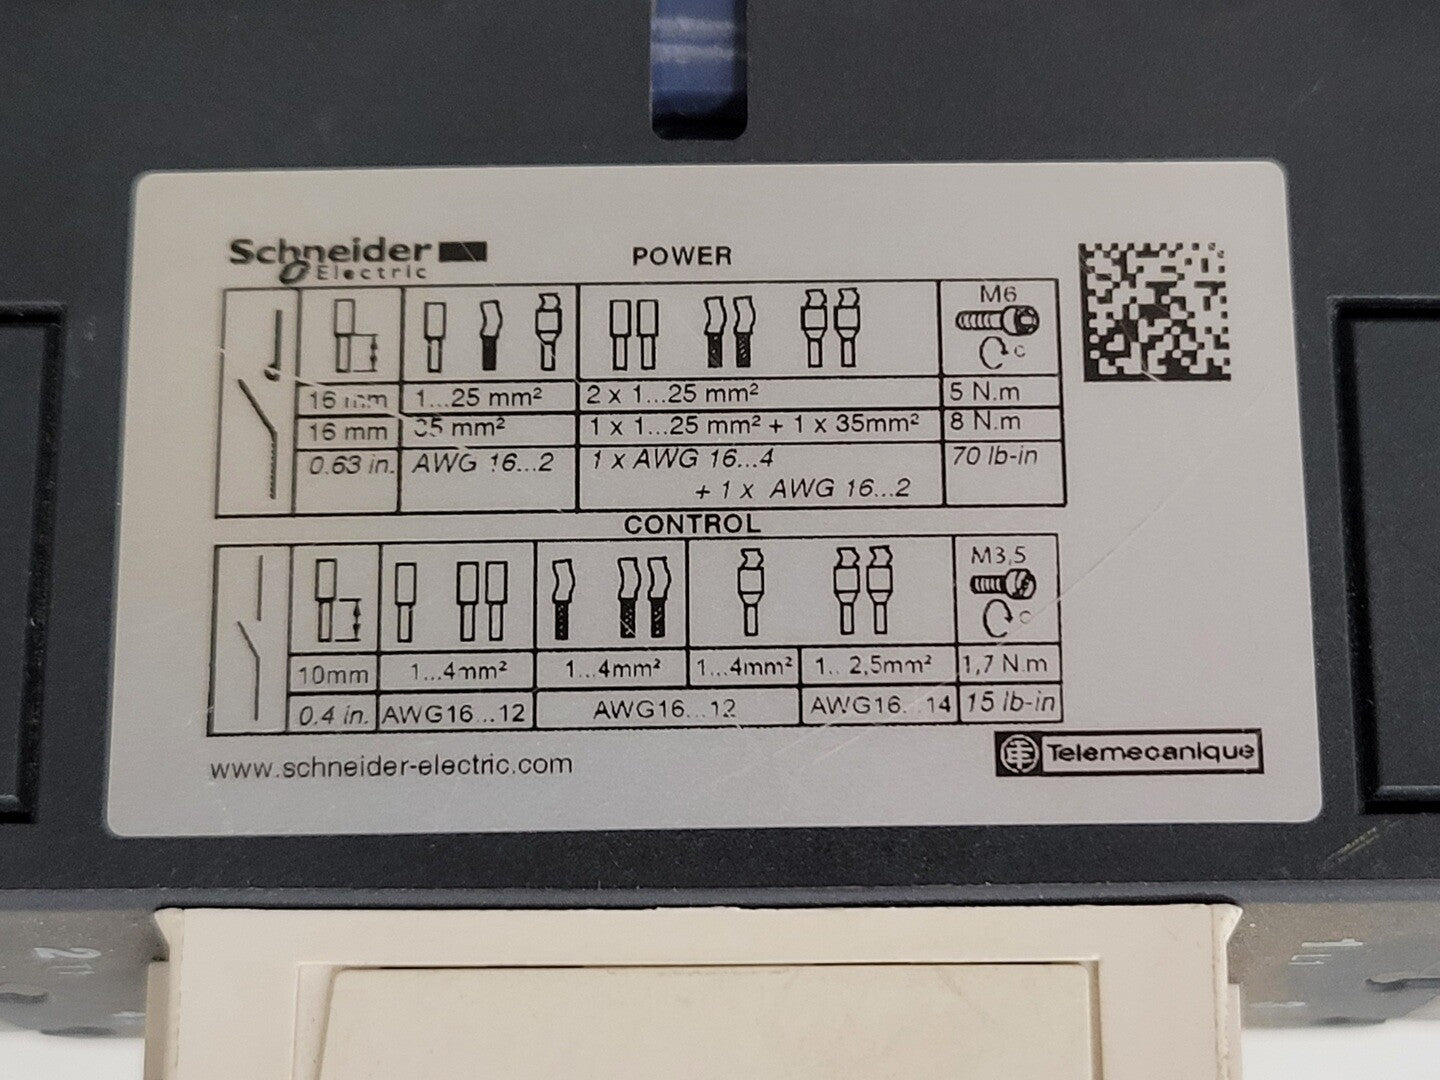 Schneider
Electric
POWER
M6
C
16 mm 1...25 mm² 2 x 1...25 mm² 5 N.m
16 mm 35 mm² 1 x 1...25 mm² + 1 x 35mm² 8 N.m
0.63 in. AWG 16...2 1 x AWG 16...4 70 lb-in
+ 1 x AWG 16...2
CONTROL
M3,5
C
10mm 1...4mm² 1...4mm² 1...4mm² 1...2,5mm² 1,7 N.m
0.4 in. AWG16...12 AWG16...12 AWG16...14 15 lb-in
www.schneider-electric.com
Telemecanique
2
1